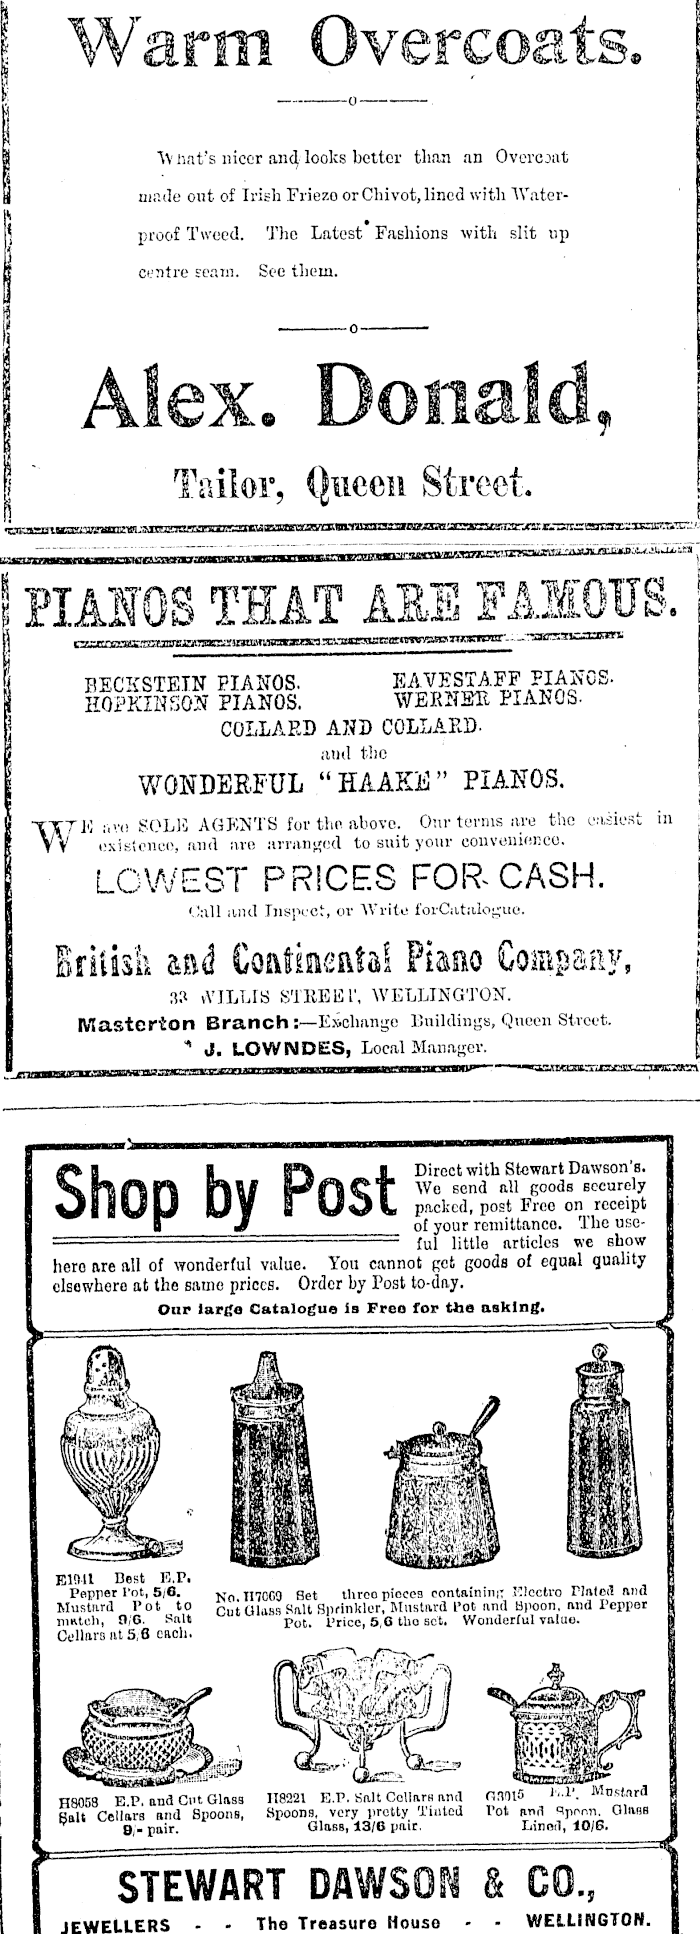 Warm Overcoats.
What's nicer and looks better than an Overcoat
made out of Irish Frieze or Chivot, lined with Water-
proof Tweed. The Latest Fashions with slit up
centre seam. See them.
Alex. Donald,
Tailor, Queen Street.
PIANOS THAT ARE FAMOUS.
BECKSTEIN PIANOS. EAVESTAFF PIANOS.
HOPKINSON PIANOS. WERNER PIANOS.
COLLARD AND COLLARD.
and the
WONDERFUL "HAAKE" PIANOS.
WE are SOLE AGENTS for the above. Our terms are the easiest in
existence, and are arranged to suit your convenience.
LOWEST PRICES FOR CASH.
Call and Inspect, or Write for Catalogue.
British and Continental Piano Company,
33 WILLIS STREET, WELLINGTON.
Masterton Branch:—Exchange Buildings, Queen Street.
J. LOWNDES, Local Manager.
Shop by Post
Direct with Stewart Dawson's.
We send all goods securely
packed, post Free on receipt
of your remittance. The use-
ful little articles we show
here are all of wonderful value. You cannot get goods of equal quality
elsewhere at the same prices. Order by Post to-day.
Our large Catalogue is Free for the asking.
E1941 Best E.P.
Pepper Pot, 5/6.
Mustard Pot to
match, 9/6. Salt
Cellars at 5/6 each.
No. H7069 Set three pieces containing Electro Plated and
Cut Glass Salt Sprinkler, Mustard Pot and Spoon, and Pepper
Pot. Price, 5/6 the set. Wonderful value.
H8058 E.P. and Cut Glass
Salt Cellars and Spoons,
9/- pair.
H8221 E.P. Salt Cellars and
Spoons, very pretty Tinted
Glass, 13/6 pair.
G3015 E.P. Mustard
Pot and Spoon, Glass
Lined, 10/6.
STEWART DAWSON & CO.,
JEWELLERS - - The Treasure House - - WELLINGTON.